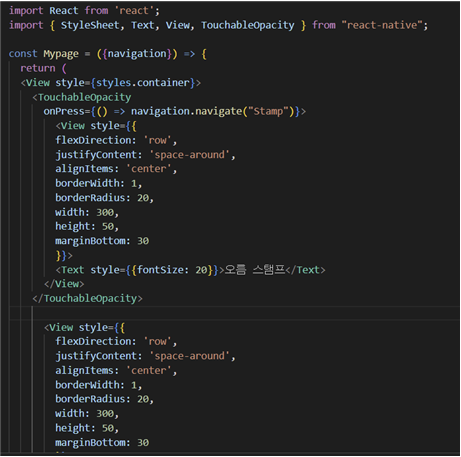 import React from 'react';
import { StyleSheet, Text, View, TouchableOpacity } from "react-native";
const Mypage = ({navigation}) => {
return (
<View style={styles.container}>
<TouchableOpacity
onPress={() => navigation.navigate("Stamp")}>
<View style={{
flexDirection: 'row',
justifyContent: 'space-around',
alignItems: 'center',
borderWidth: 1,
borderRadius: 20,
width: 300,
height: 50,
marginBottom: 30
}}>
<Text style={{fontSize: 20}}>오름 스탬프</Text>
</View>
</TouchableOpacity>
<View style={{
flexDirection: 'row',
justifyContent: 'space-around',
alignItems: 'center',
borderWidth: 1,
borderRadius: 20,
width: 300,
height: 50,
marginBottom: 30